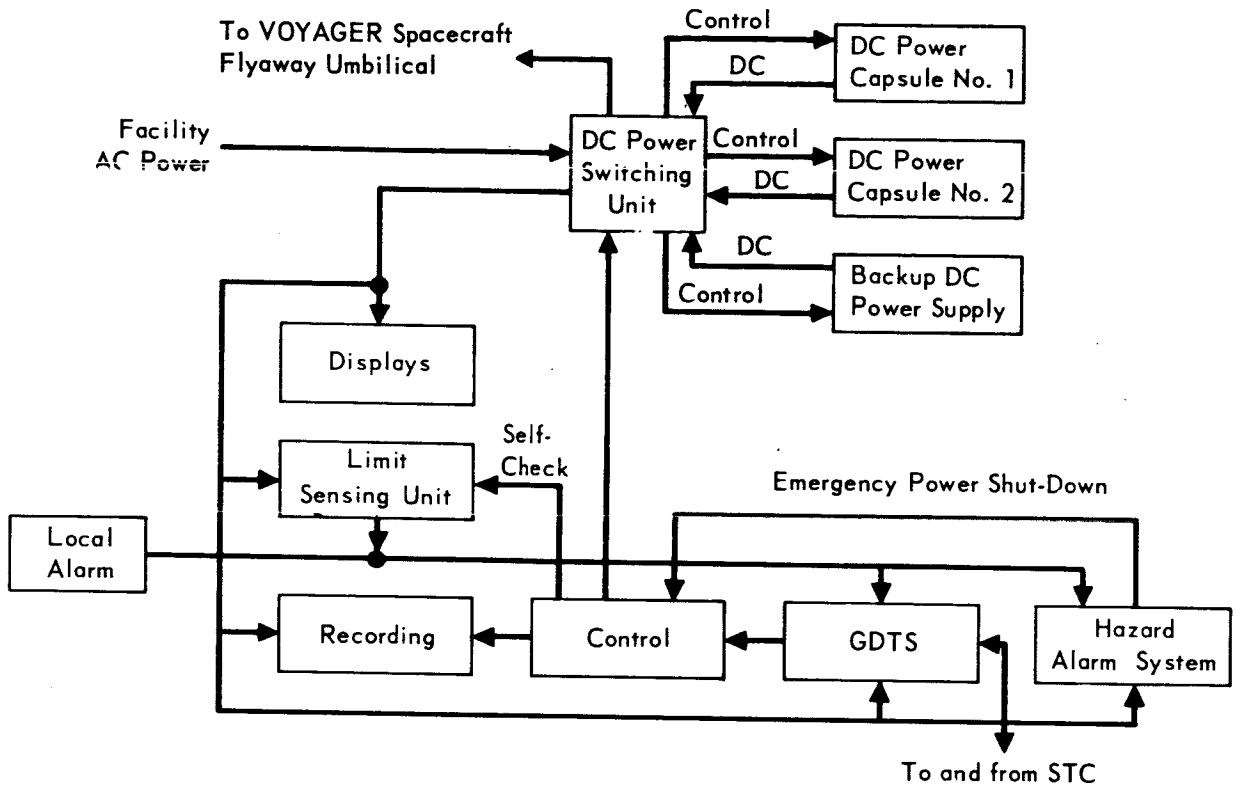 To VOYAGER Spacecraft
Flyaway Umbilical
Control
DC Power
Capsule No. 1
DC
Facility
AC Power
DC Power
Switching
Unit
Control
DC Power
Capsule No. 2
DC
DC
Backup DC
Power Supply
Control
Displays
Self-
Check
Limit
Sensing Unit
Emergency Power Shut-Down
Local
Alarm
Recording
Control
GDTS
Hazard
Alarm System
To and from STC